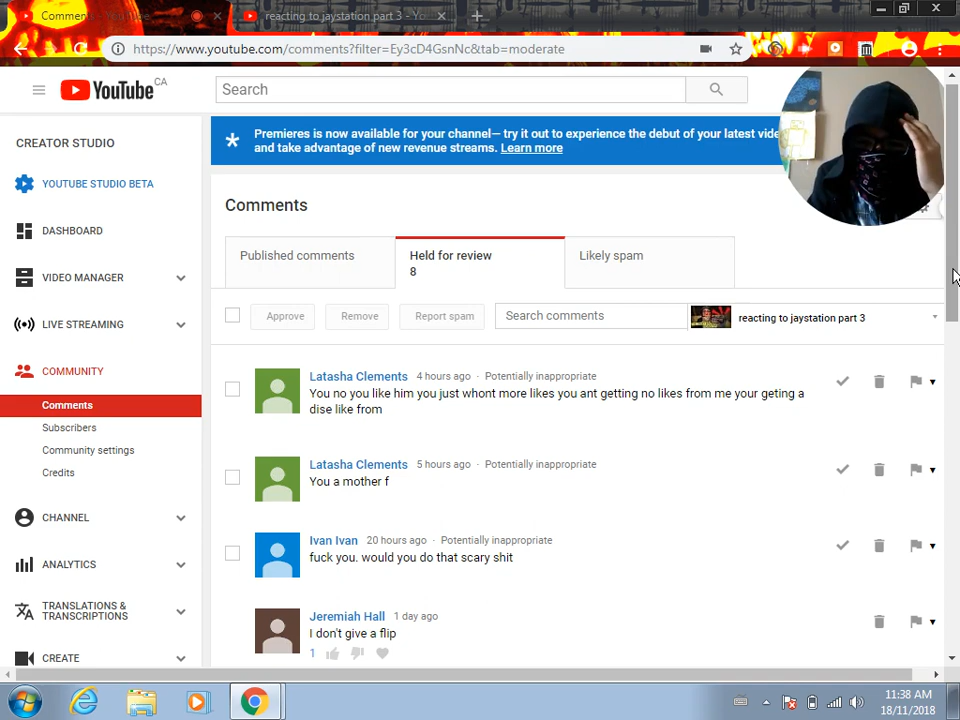 Comments - YouTube
reacting to jaystation part 3 - Yo
https://www.youtube.com/comments?filter=Ey3cD4GsnNc&tab=moderate
YouTube CA
Search
CREATOR STUDIO
Premieres is now available for your channel— try it out to experience the debut of your latest vide
and take advantage of new revenue streams. Learn more
YOUTUBE STUDIO BETA
Comments
DASHBOARD
Published comments
Held for review
8
Likely spam
VIDEO MANAGER
Approve
Remove
Report spam
Search comments
reacting to jaystation part 3
LIVE STREAMING
COMMUNITY
Latasha Clements 4 hours ago · Potentially inappropriate
You no you like him you just whont more likes you ant getting no likes from me your geting a
dise like from
Comments
Subscribers
Community settings
Credits
Latasha Clements 5 hours ago · Potentially inappropriate
You a mother f
CHANNEL
Ivan Ivan 20 hours ago · Potentially inappropriate
fuck you. would you do that scary shit
ANALYTICS
TRANSLATIONS &
TRANSCRIPTIONS
Jeremiah Hall 1 day ago
I don't give a flip
1
CREATE
11:38 AM
18/11/2018